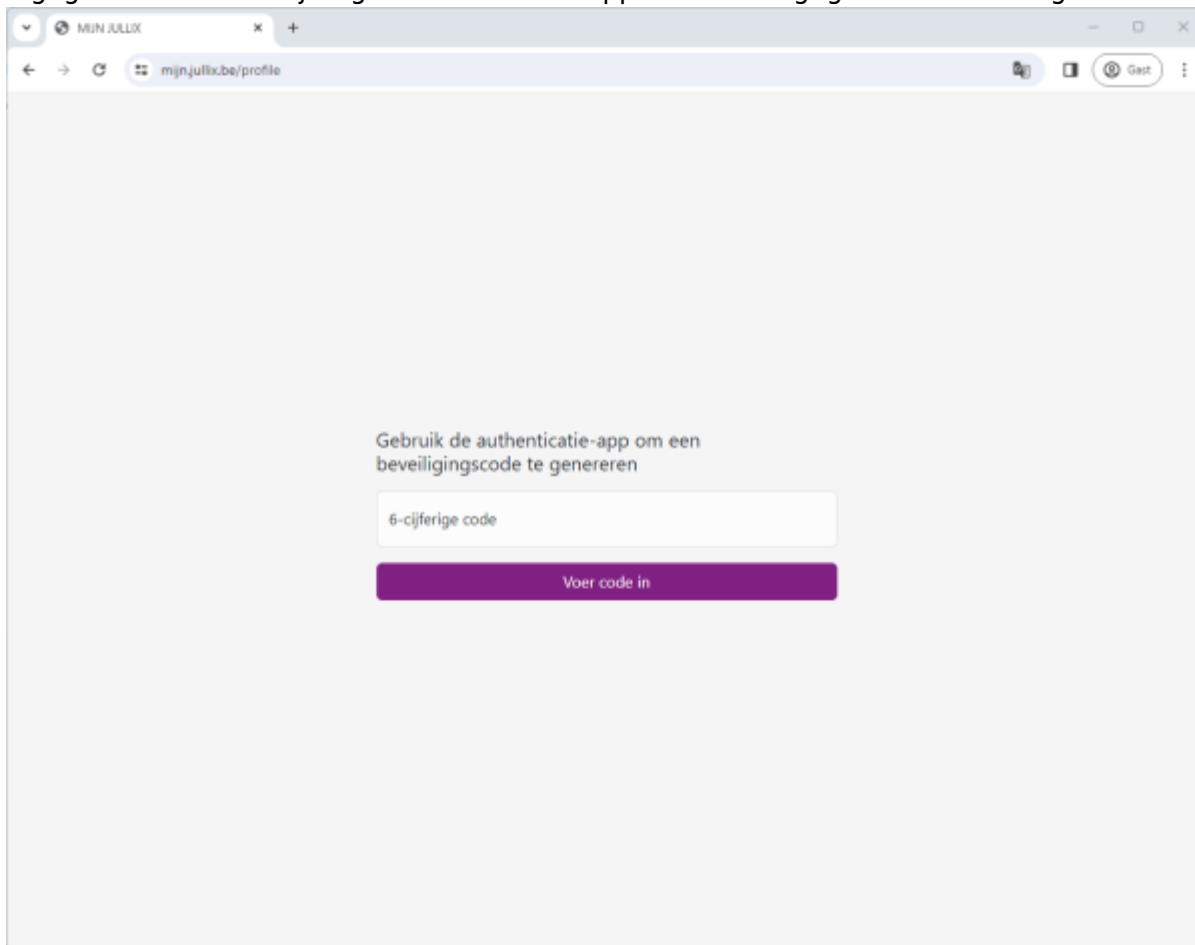 MIJN JULLIX
mijn.jullix.be/profile
Gast
Gebruik de authenticatie-app om een
beveiligingscode te genereren
6-cijferige code
Voer code in